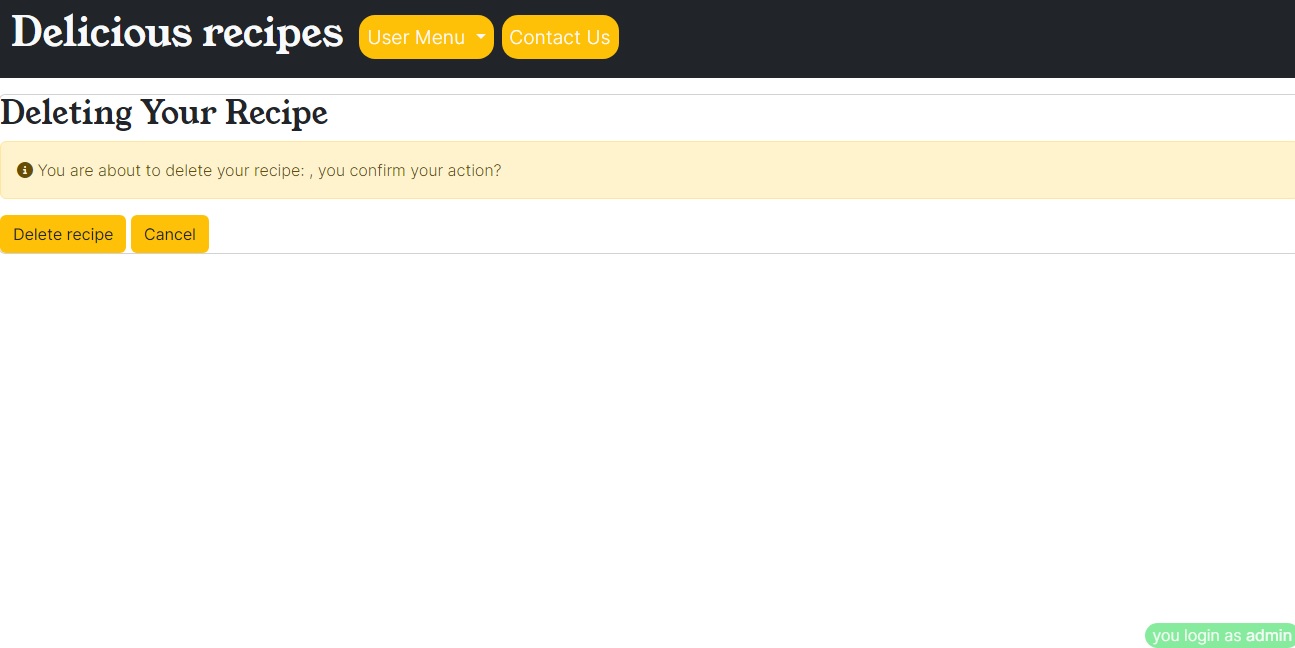 Delicious recipes User Menu Contact Us
Deleting Your Recipe
You are about to delete your recipe: , you confirm your action?
Delete recipe Cancel
you login as admin